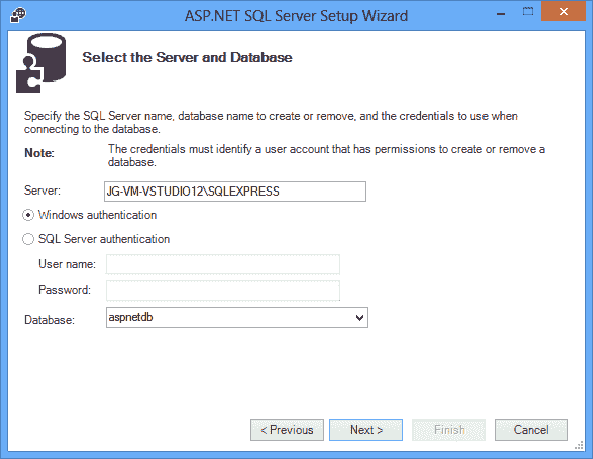 ASP.NET SQL Server Setup Wizard
Select the Server and Database
Specify the SQL Server name, database name to create or remove, and the credentials to use when
connecting to the database.
Note: The credentials must identify a user account that has permissions to create or remove a
database.
Server: JG-VM-VSTUDIO12\SQLEXPRESS
Windows authentication
SQL Server authentication
User name:
Password:
Database: aspnetdb
< Previous Next > Finish Cancel